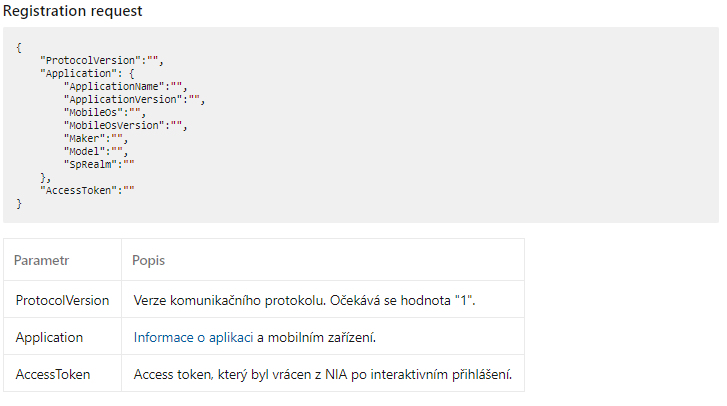 Registration request
{
    "ProtocolVersion":"",
    "Application": {
        "ApplicationName":"",
        "ApplicationVersion":"",
        "MobileOs":"",
        "MobileOsVersion":"",
        "Maker":"",
        "Model":"",
        "SpRealm":""
    },
    "AccessToken":""
}
Parametr Popis
ProtocolVersion Verze komunikačního protokolu. Očekává se hodnota "1".
Application Informace o aplikaci a mobilním zařízení.
AccessToken Access token, který byl vrácen z NIA po interaktivním přihlášení.